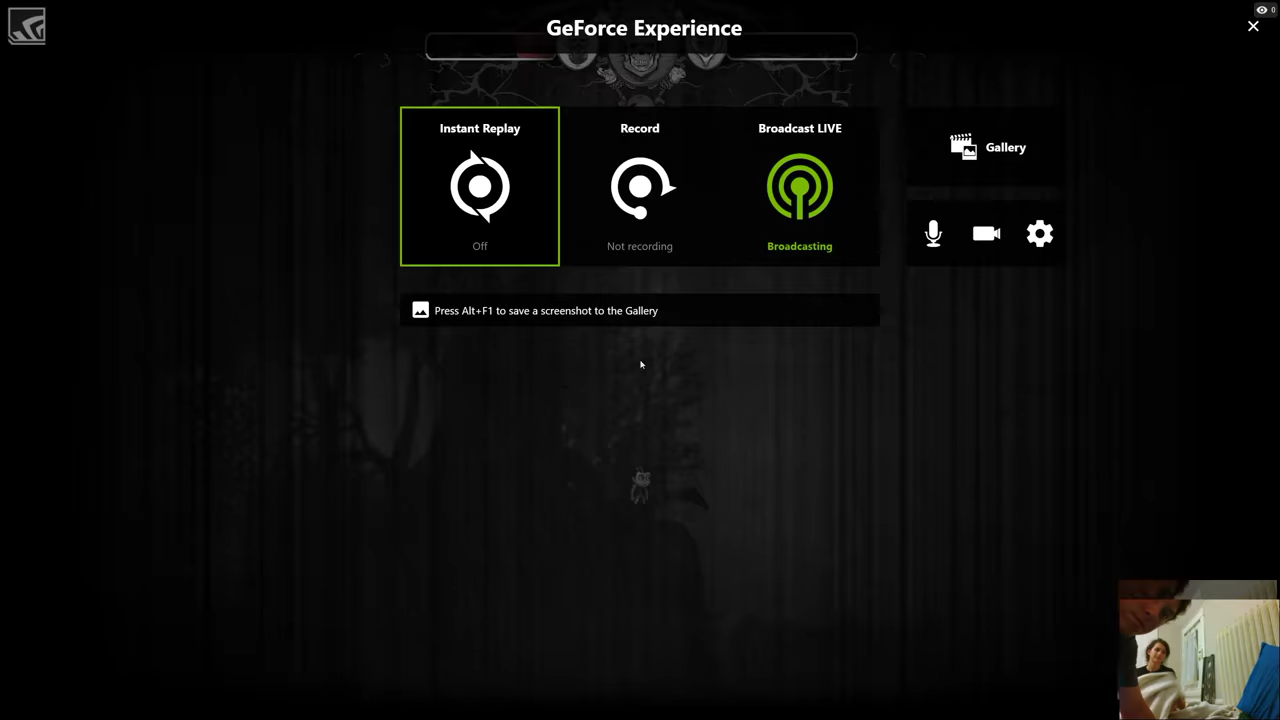 GeForce Experience
0
Instant Replay
Record
Broadcast LIVE
Gallery
Off
Not recording
Broadcasting
Press Alt+F1 to save a screenshot to the Gallery